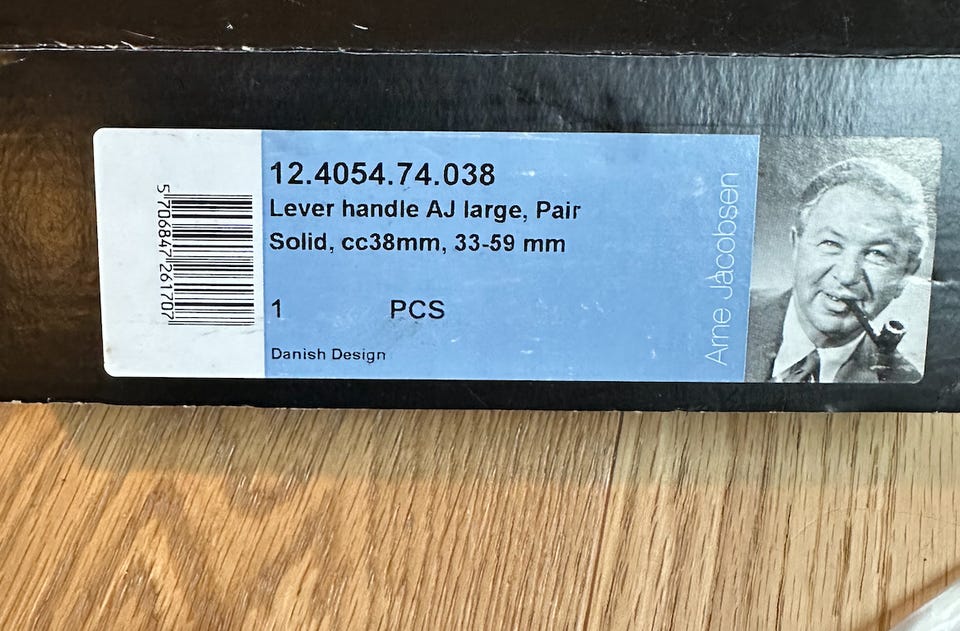 12.4054.74.038
Lever handle AJ large, Pair
Solid, cc38mm, 33-59 mm
1 PCS
Danish Design
5 706847 261707
Arne Jacobsen